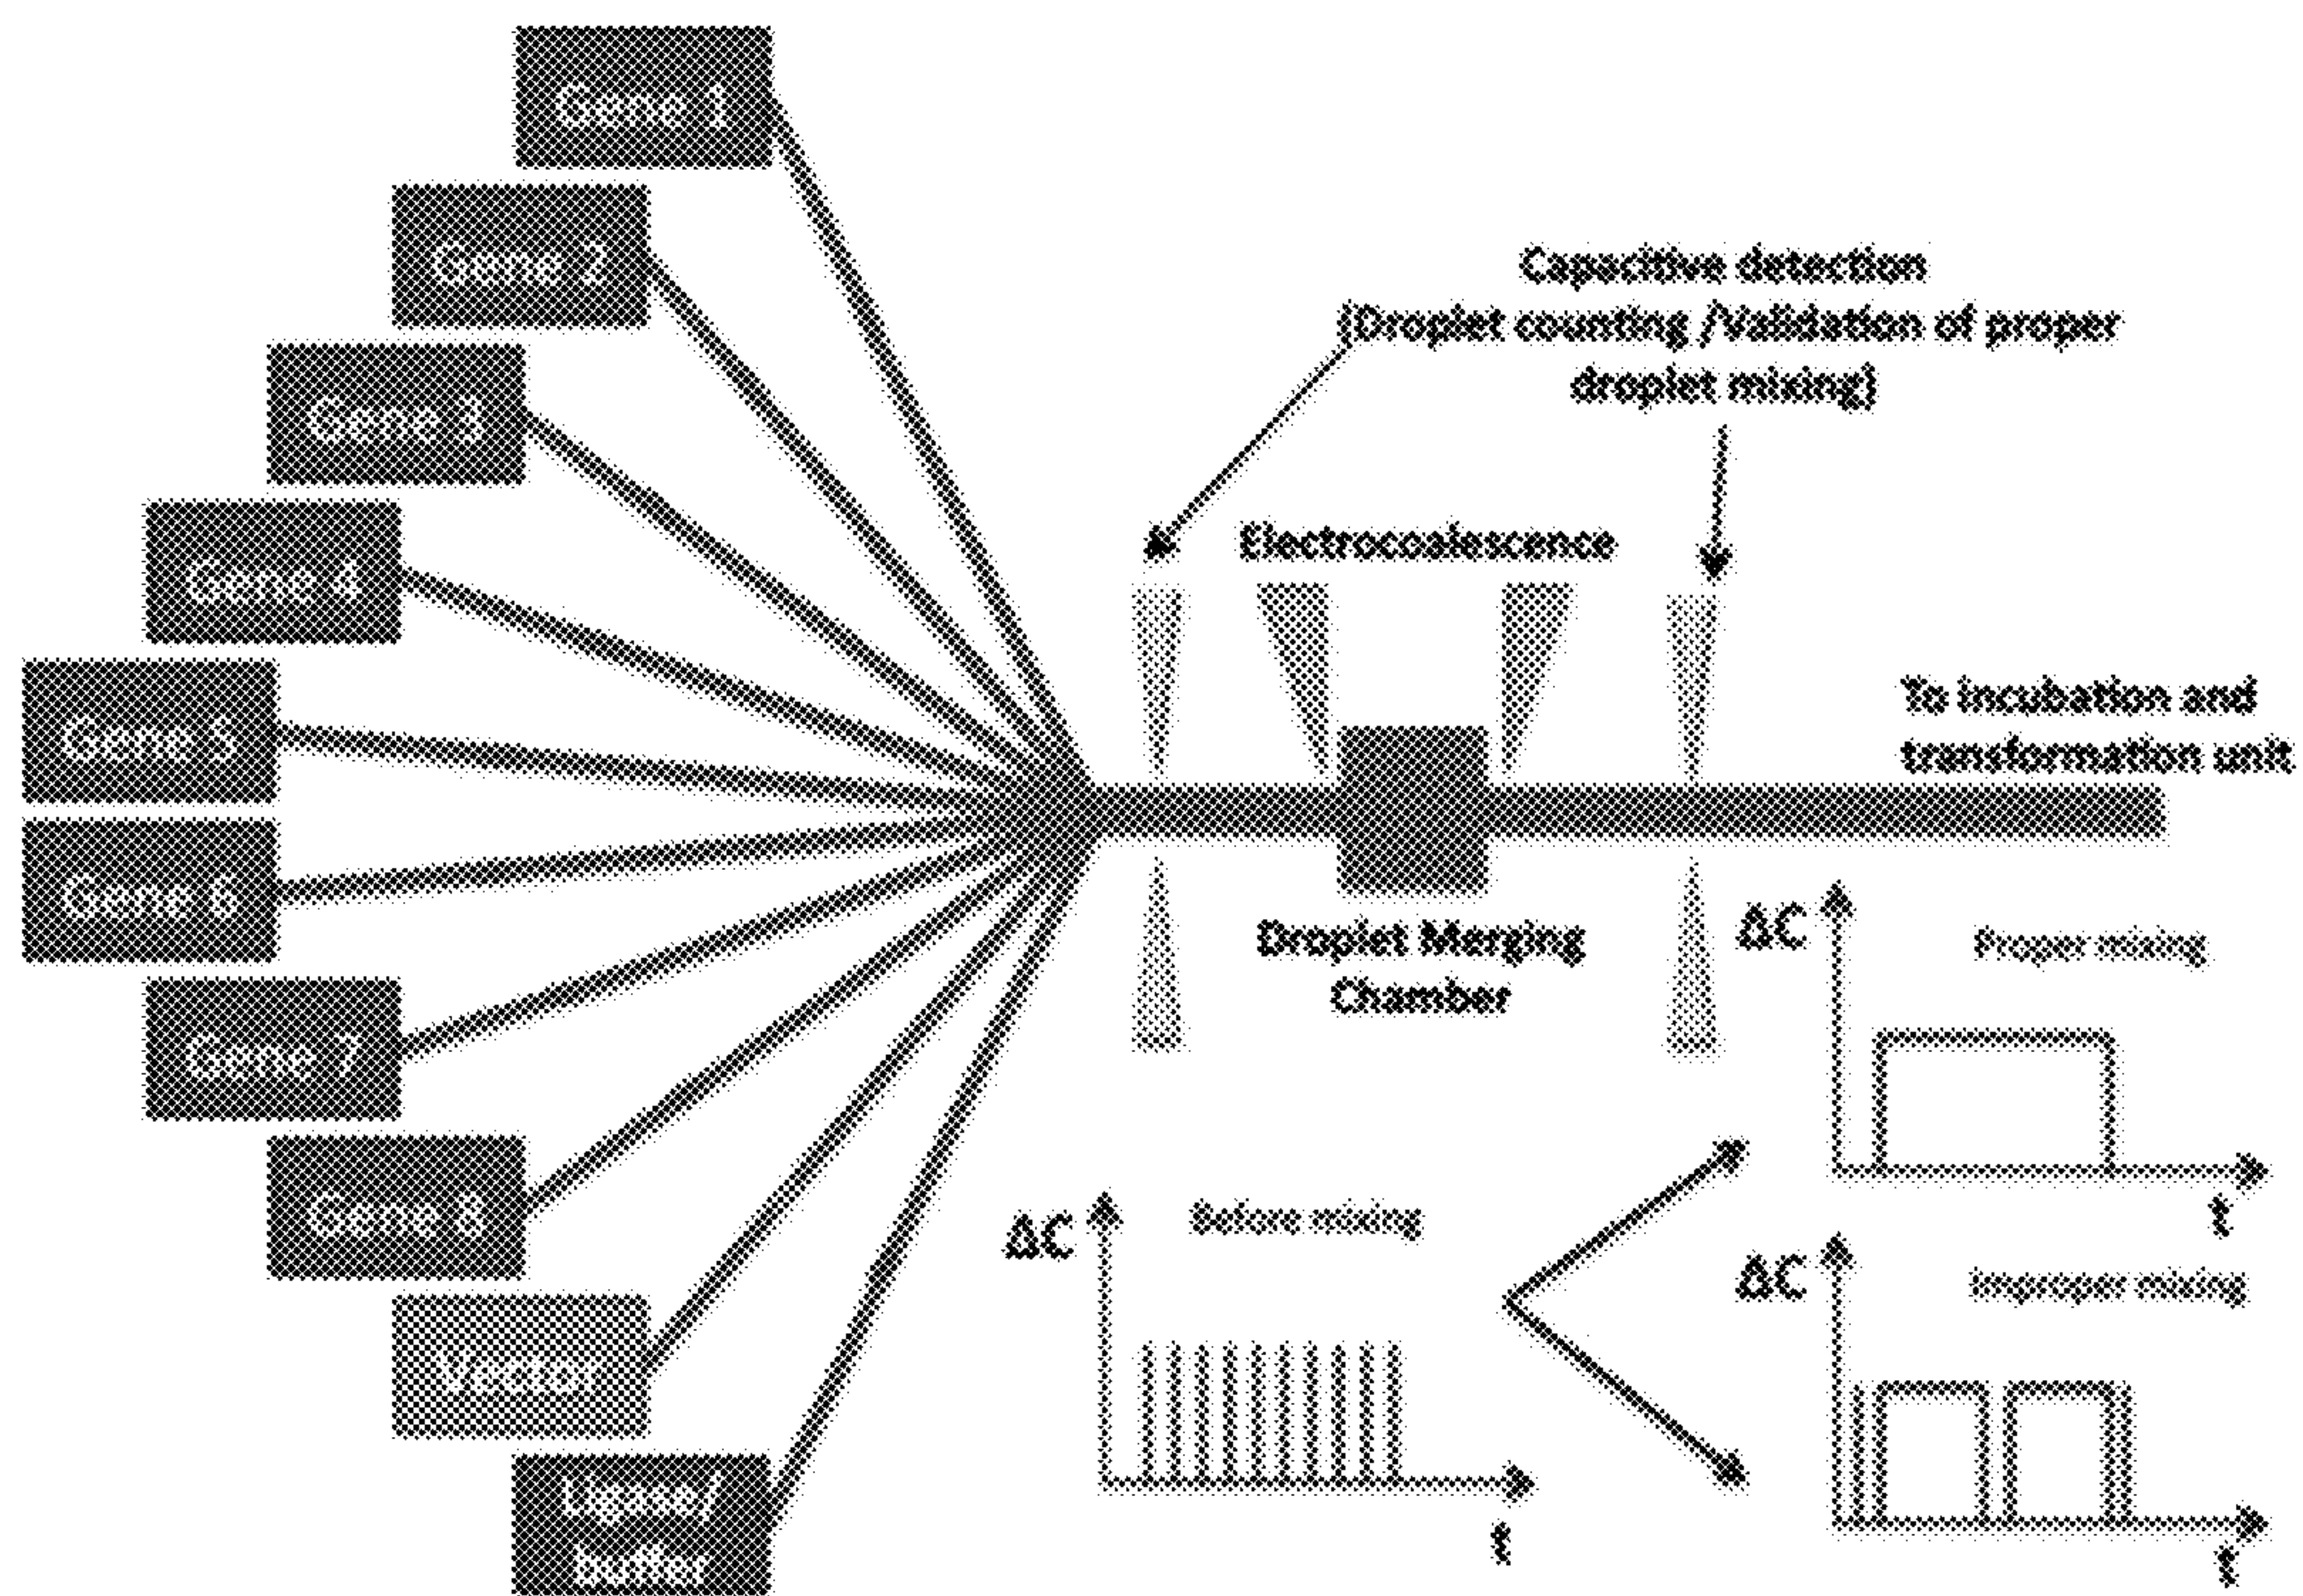 Gene 1
Gene 2
Gene 3
Gene 4
Gene 5
Gene 6
Gene 7
Gene 8
Vector
buffer
Capacitive detection
[Droplet counting /Validation of proper
droplet mixing]
Electrocoalescence
To incubation and
transformation unit
Droplet Merging
Chamber
ΔC
Proper mixing
t
ΔC
Before mixing
t
ΔC
Improper mixing
t